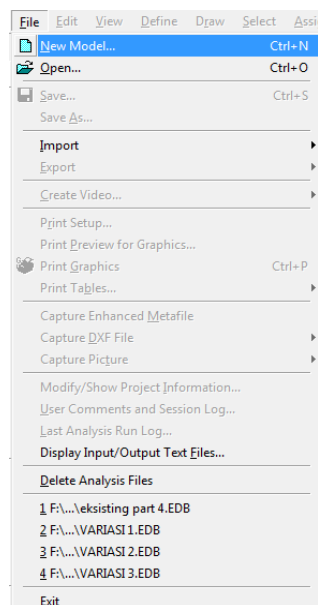 File Edit View Define Draw Select Assi
New Model... Ctrl+N
Open... Ctrl+O
Save... Ctrl+S
Save As...
Import
Export
Create Video...
Print Setup...
Print Preview for Graphics...
Print Graphics Ctrl+P
Print Tables...
Capture Enhanced Metafile
Capture DXF File
Capture Picture
Modify/Show Project Information...
User Comments and Session Log...
Last Analysis Run Log...
Display Input/Output Text Files...
Delete Analysis Files
1 F:\...\eksisting part 4.EDB
2 F:\...\VARIASI 1.EDB
3 F:\...\VARIASI 2.EDB
4 F:\...\VARIASI 3.EDB
Exit